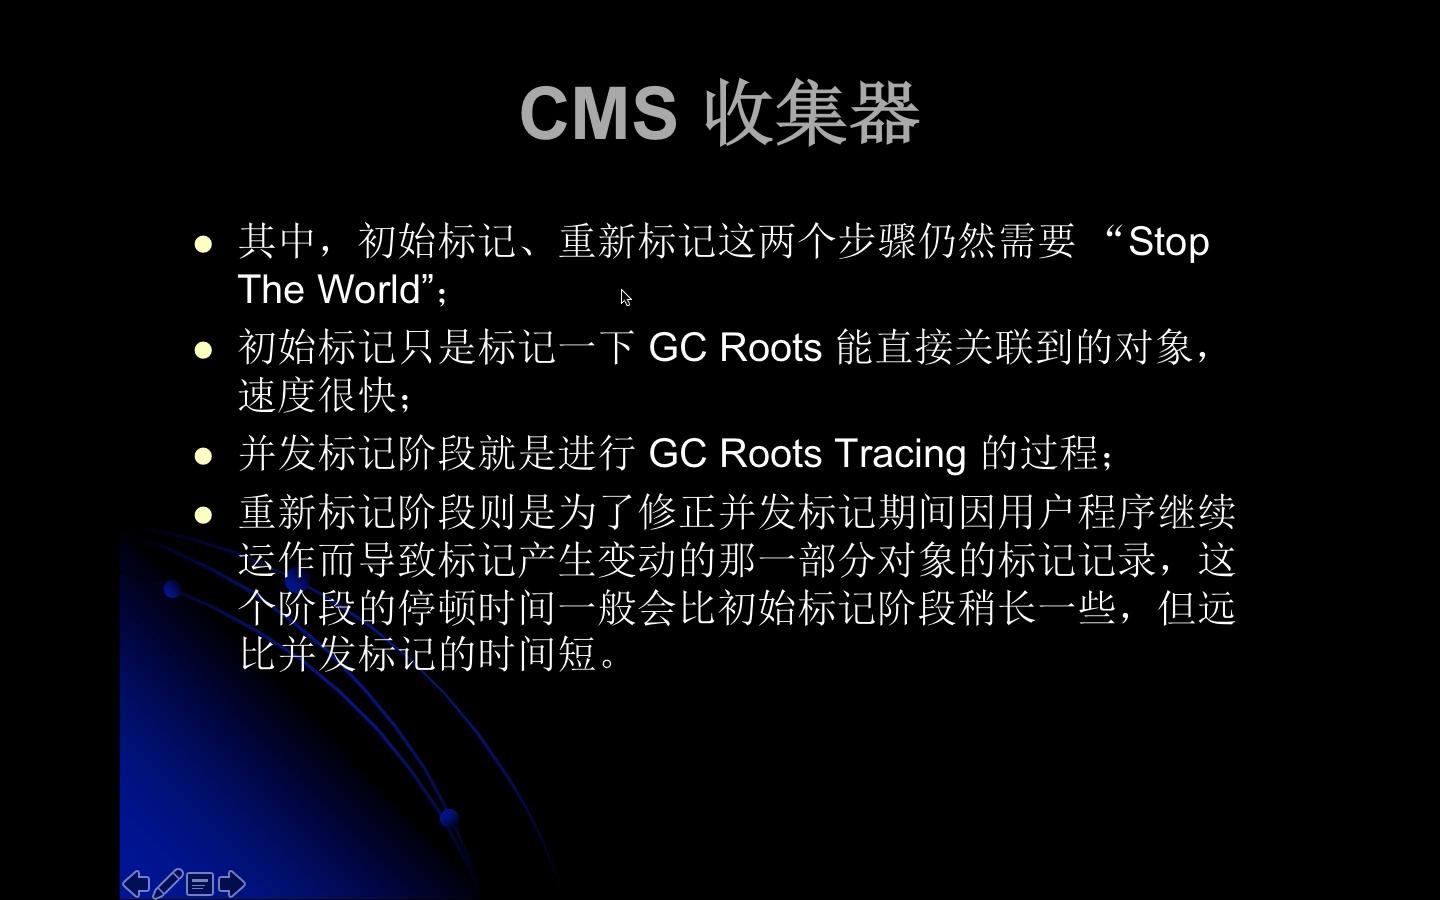 CMS 收集器
其中，初始标记、重新标记这两个步骤仍然需要 “Stop
The World”；
初始标记只是标记一下 GC Roots 能直接关联到的对象，
速度很快；
并发标记阶段就是进行 GC Roots Tracing 的过程；
重新标记阶段则是为了修正并发标记期间因用户程序继续
运作而导致标记产生变动的那一部分对象的标记记录，这
个阶段的停顿时间一般会比初始标记阶段稍长一些，但远
比并发标记的时间短。